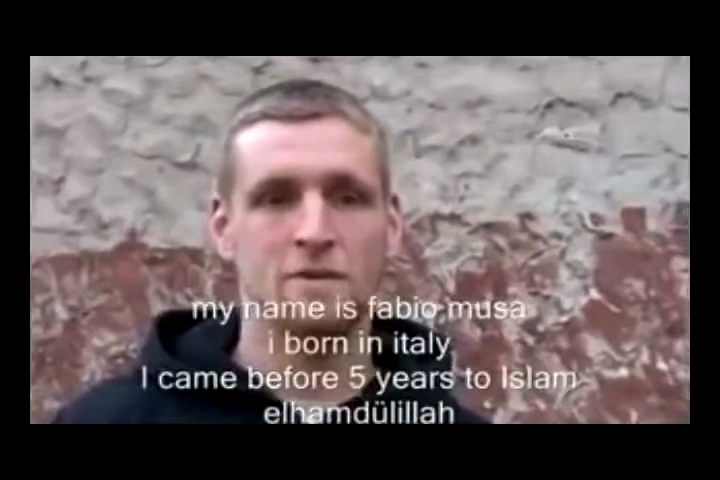 my name is fabio musa
i born in italy
I came before 5 years to Islam
elhamdülillah